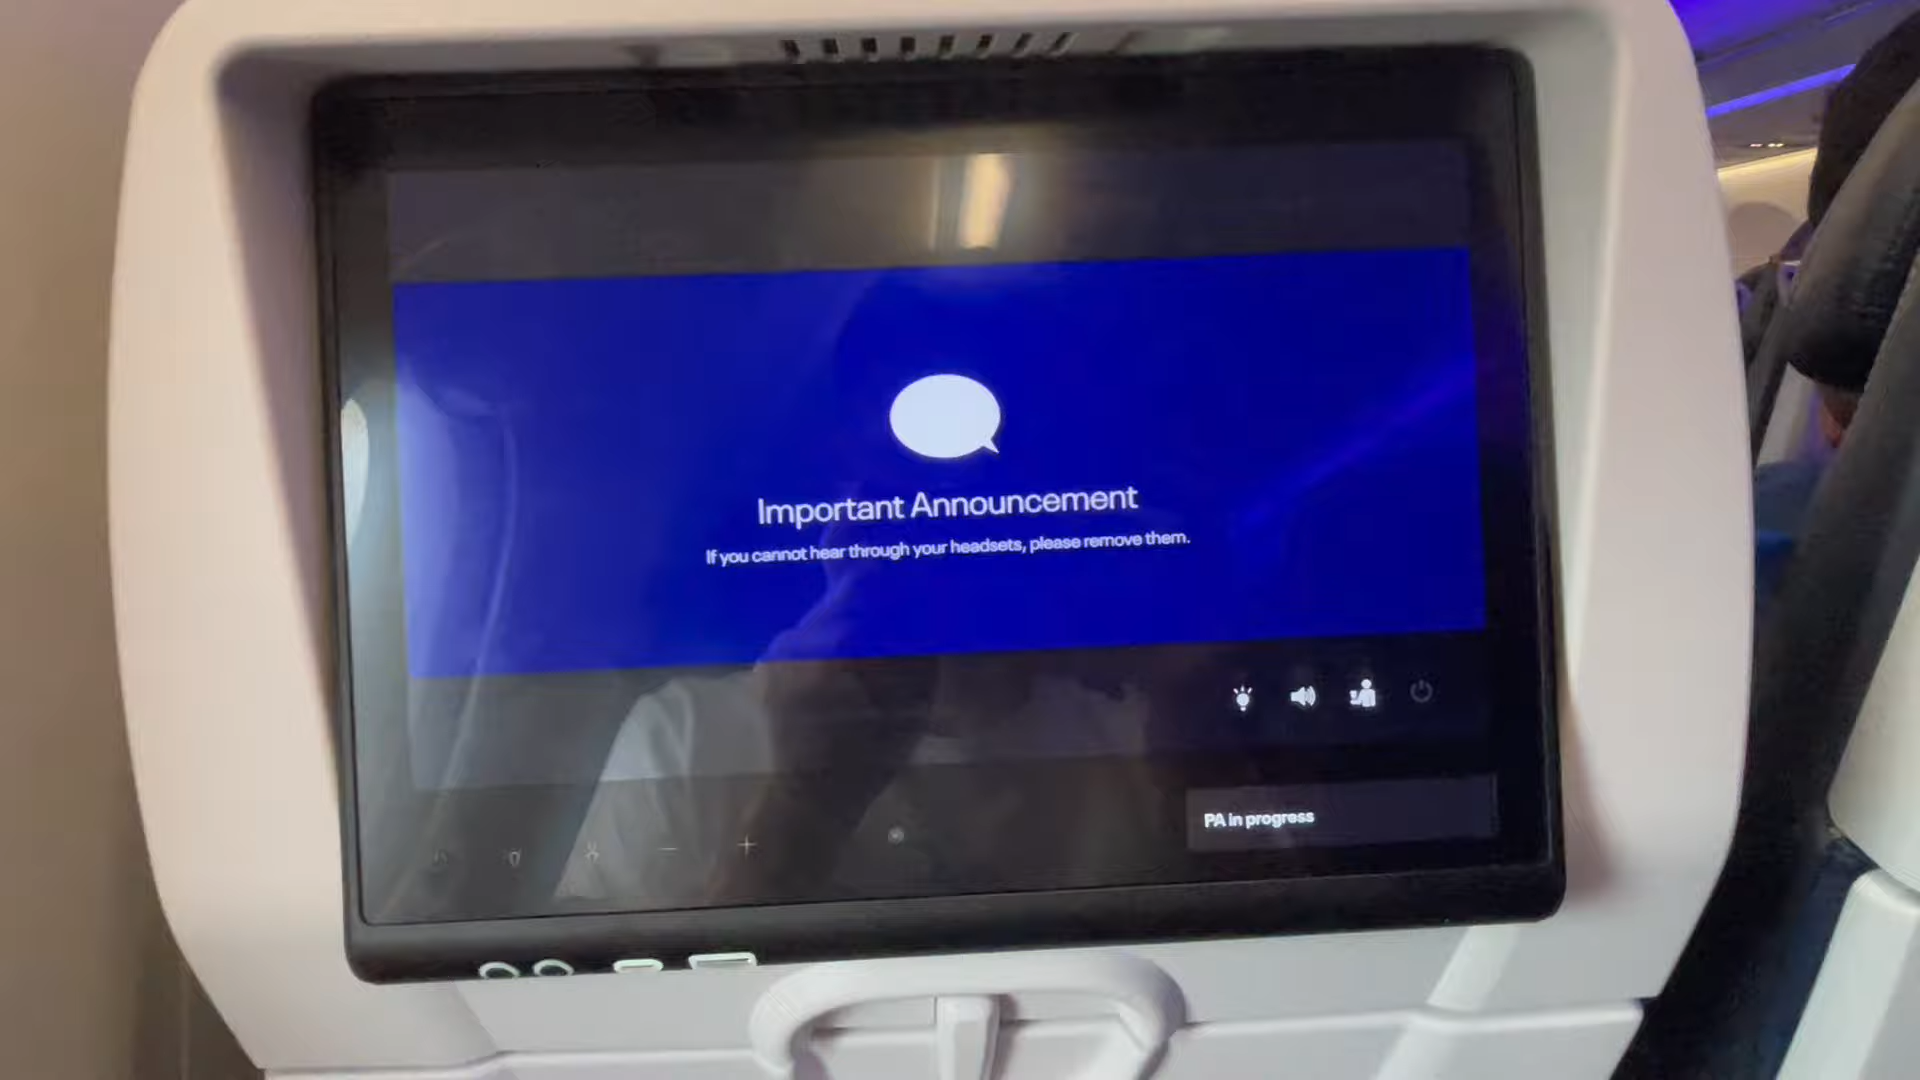 Important Announcement
If you cannot hear through your headsets, please remove them.
PA in progress